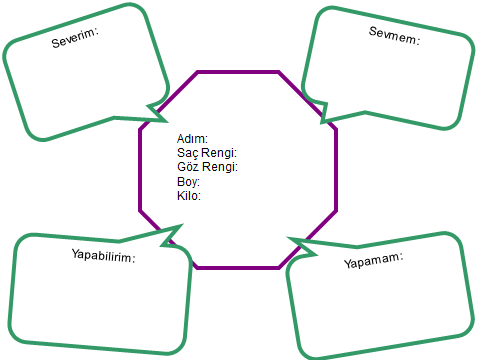 Severim:
Sevmem:
Adım:
Saç Rengi:
Göz Rengi:
Boy:
Kilo:
Yapabilirim:
Yapamam: